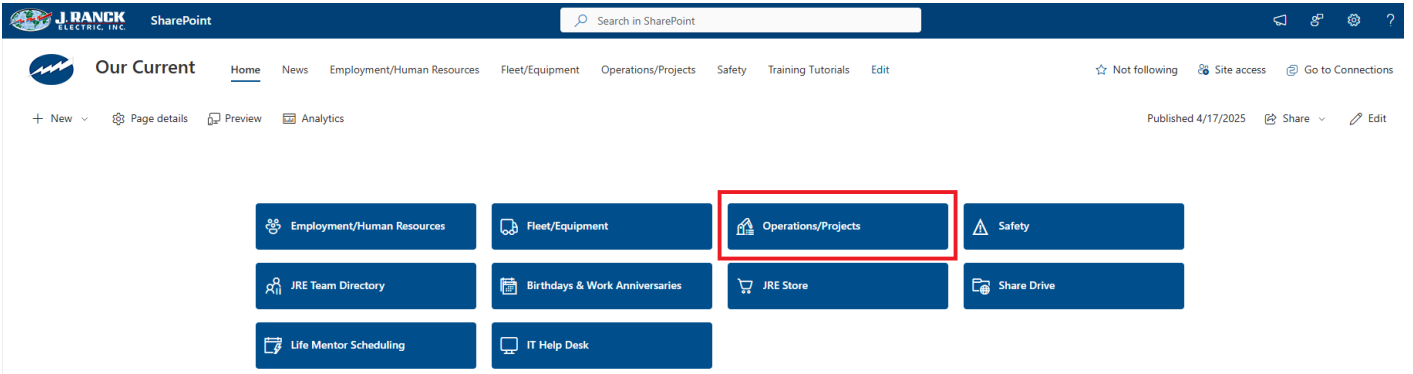 J.RANCK
ELECTRIC, INC.
SharePoint
Search in SharePoint
?
Our Current
Home News Employment/Human Resources Fleet/Equipment Operations/Projects Safety Training Tutorials Edit
Not following Site access Go to Connections
+ New Page details Preview Analytics
Published 4/17/2025 Share Edit
Employment/Human Resources
Fleet/Equipment
Operations/Projects
Safety
JRE Team Directory
Birthdays & Work Anniversaries
JRE Store
Share Drive
Life Mentor Scheduling
IT Help Desk